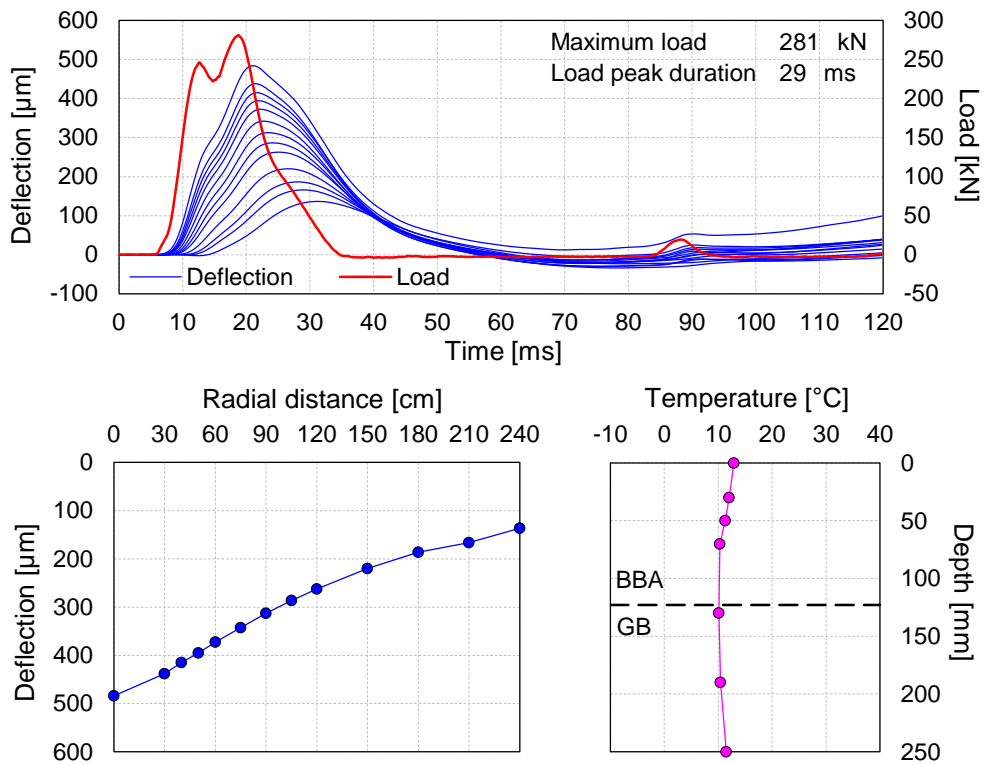 600
500
400
300
200
100
0
-100
Deflection [µm]
300
250
200
150
100
50
0
-50
Load [kN]
Maximum load 281 kN
Load peak duration 29 ms
Deflection Load
0 10 20 30 40 50 60 70 80 90 100 110 120
Time [ms]
Radial distance [cm]
0 30 60 90 120 150 180 210 240
0
100
200
300
400
500
600
Deflection [µm]
Temperature [°C]
-10 0 10 20 30 40
0
50
100
150
200
250
Depth [mm]
BBA
GB